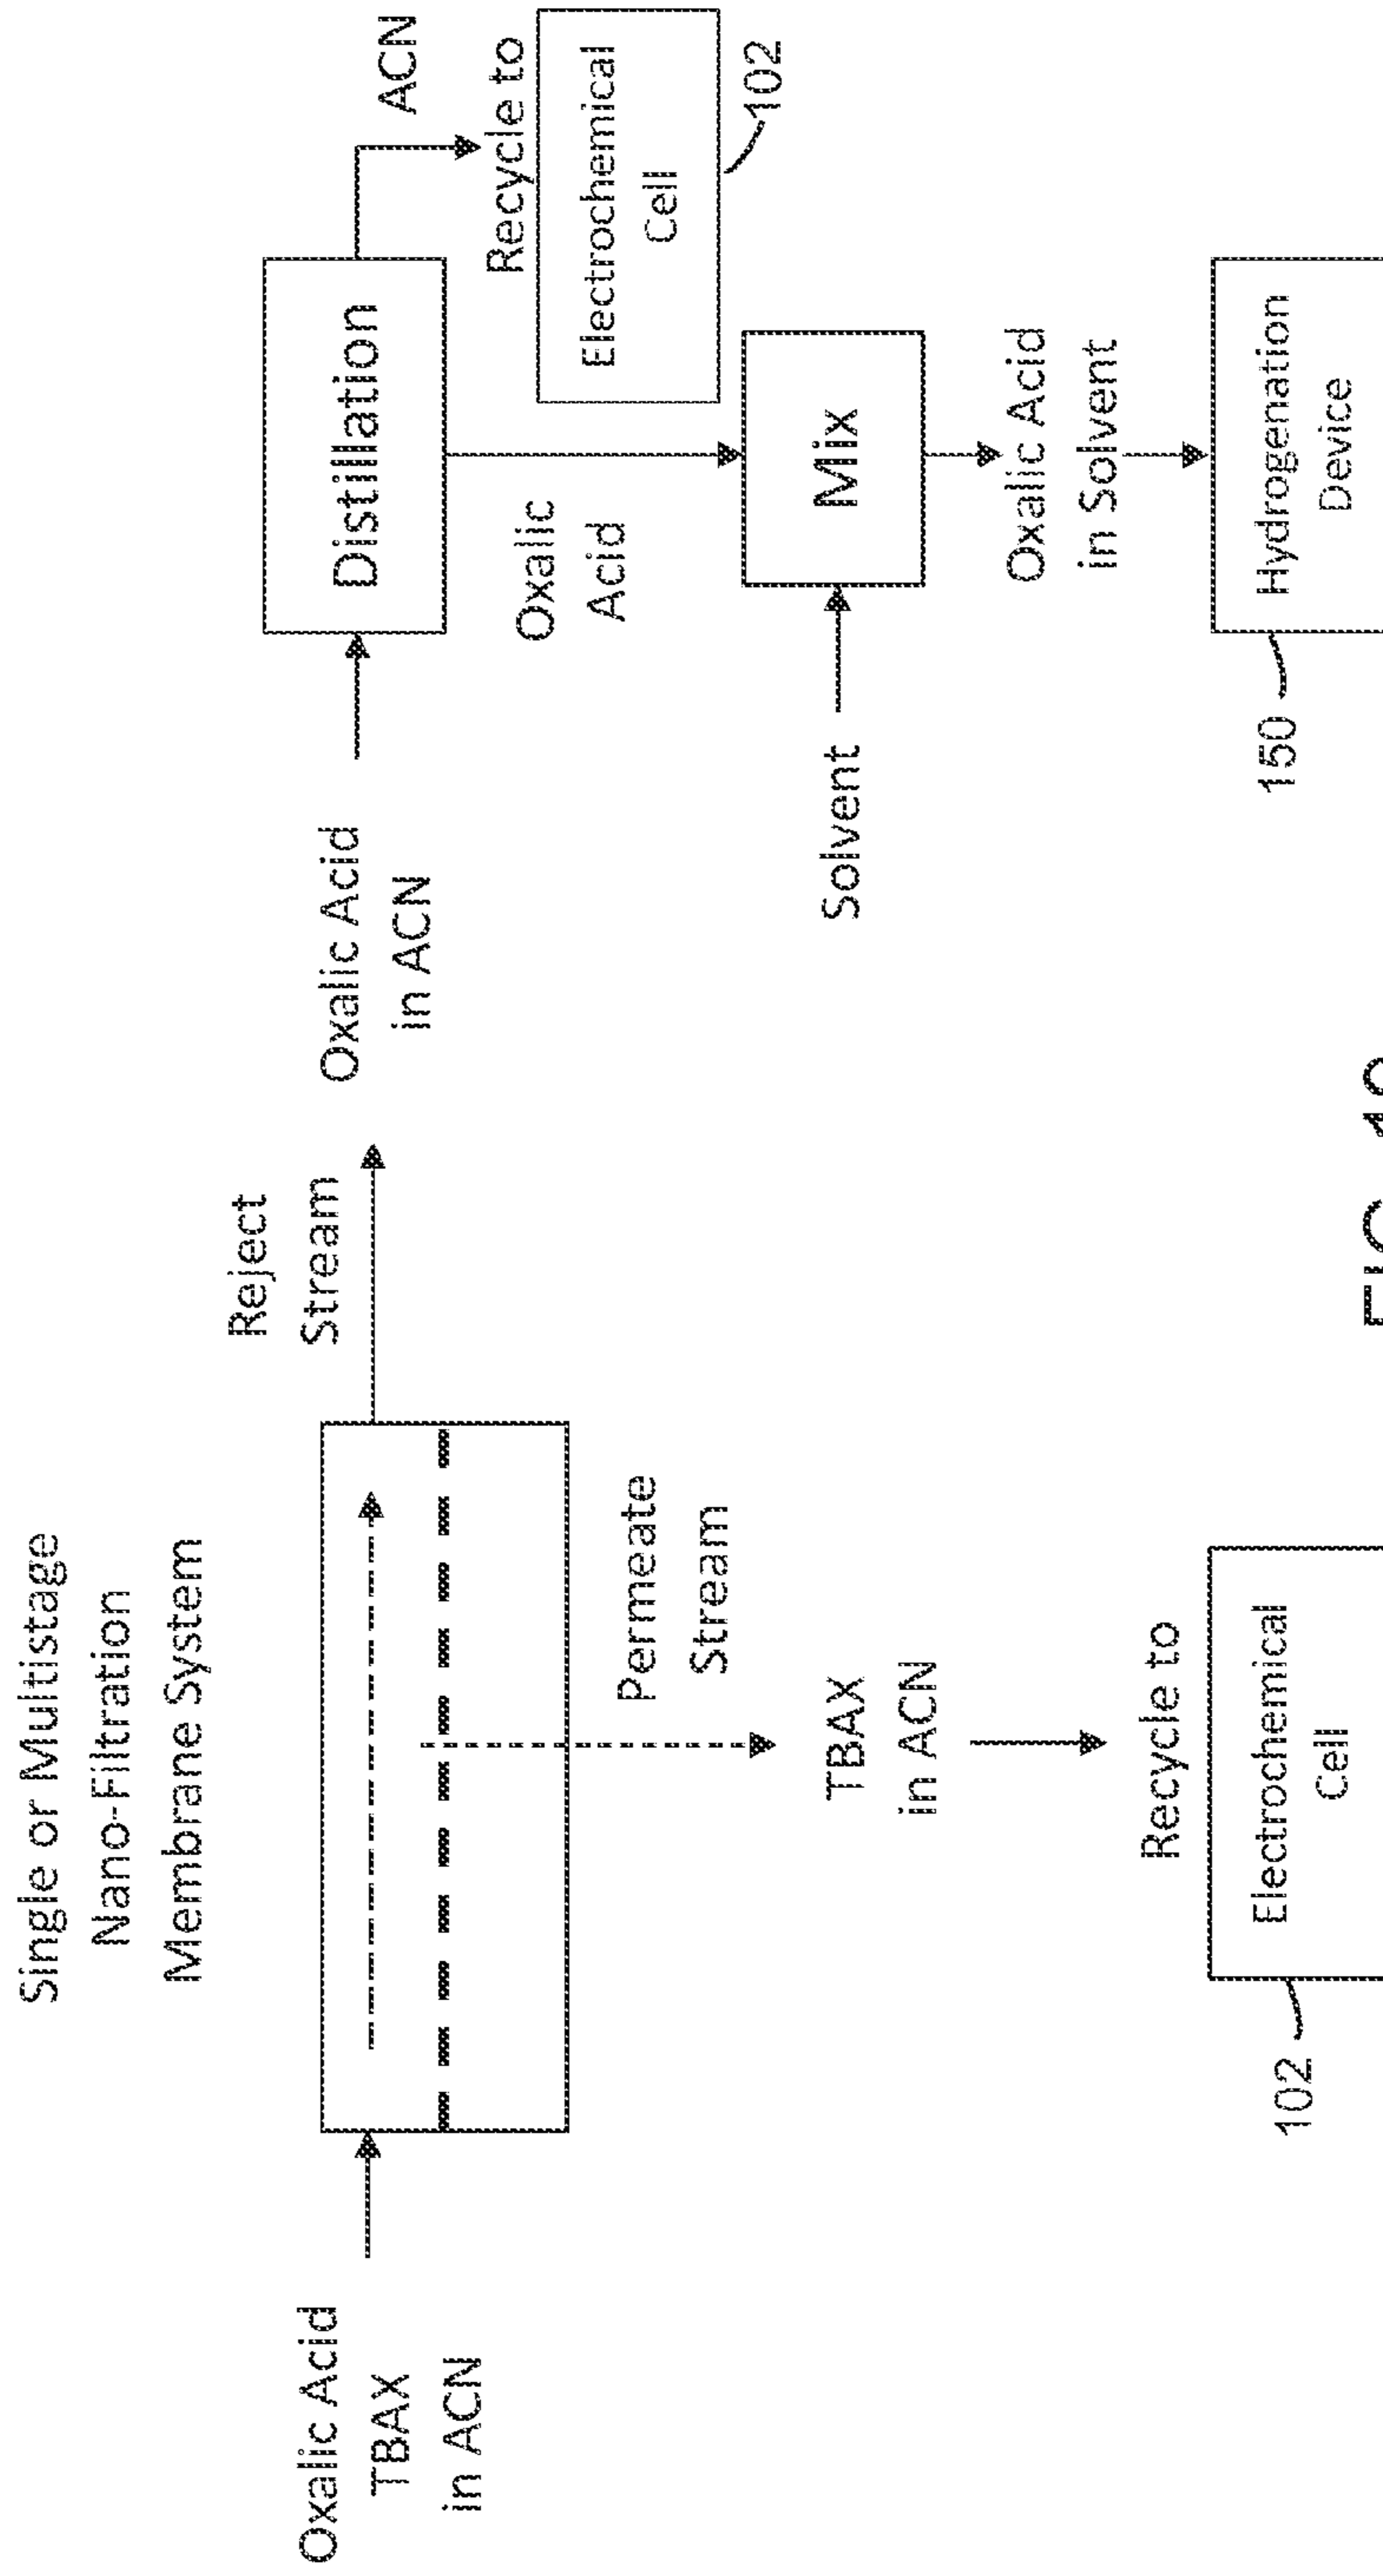 Single or Multistage
Nano-Filtration
Membrane System
Oxalic Acid
TBAX
in ACN
Reject
Stream
Permeate
Stream
TBAX
in ACN
Recycle to
Electrochemical
Cell
102
Oxalic Acid
in ACN
Distillation
ACN
Recycle to
Electrochemical
Cell
102
Oxalic
Acid
Solvent
Mix
Oxalic Acid
in Solvent
Hydrogenation
Device
150